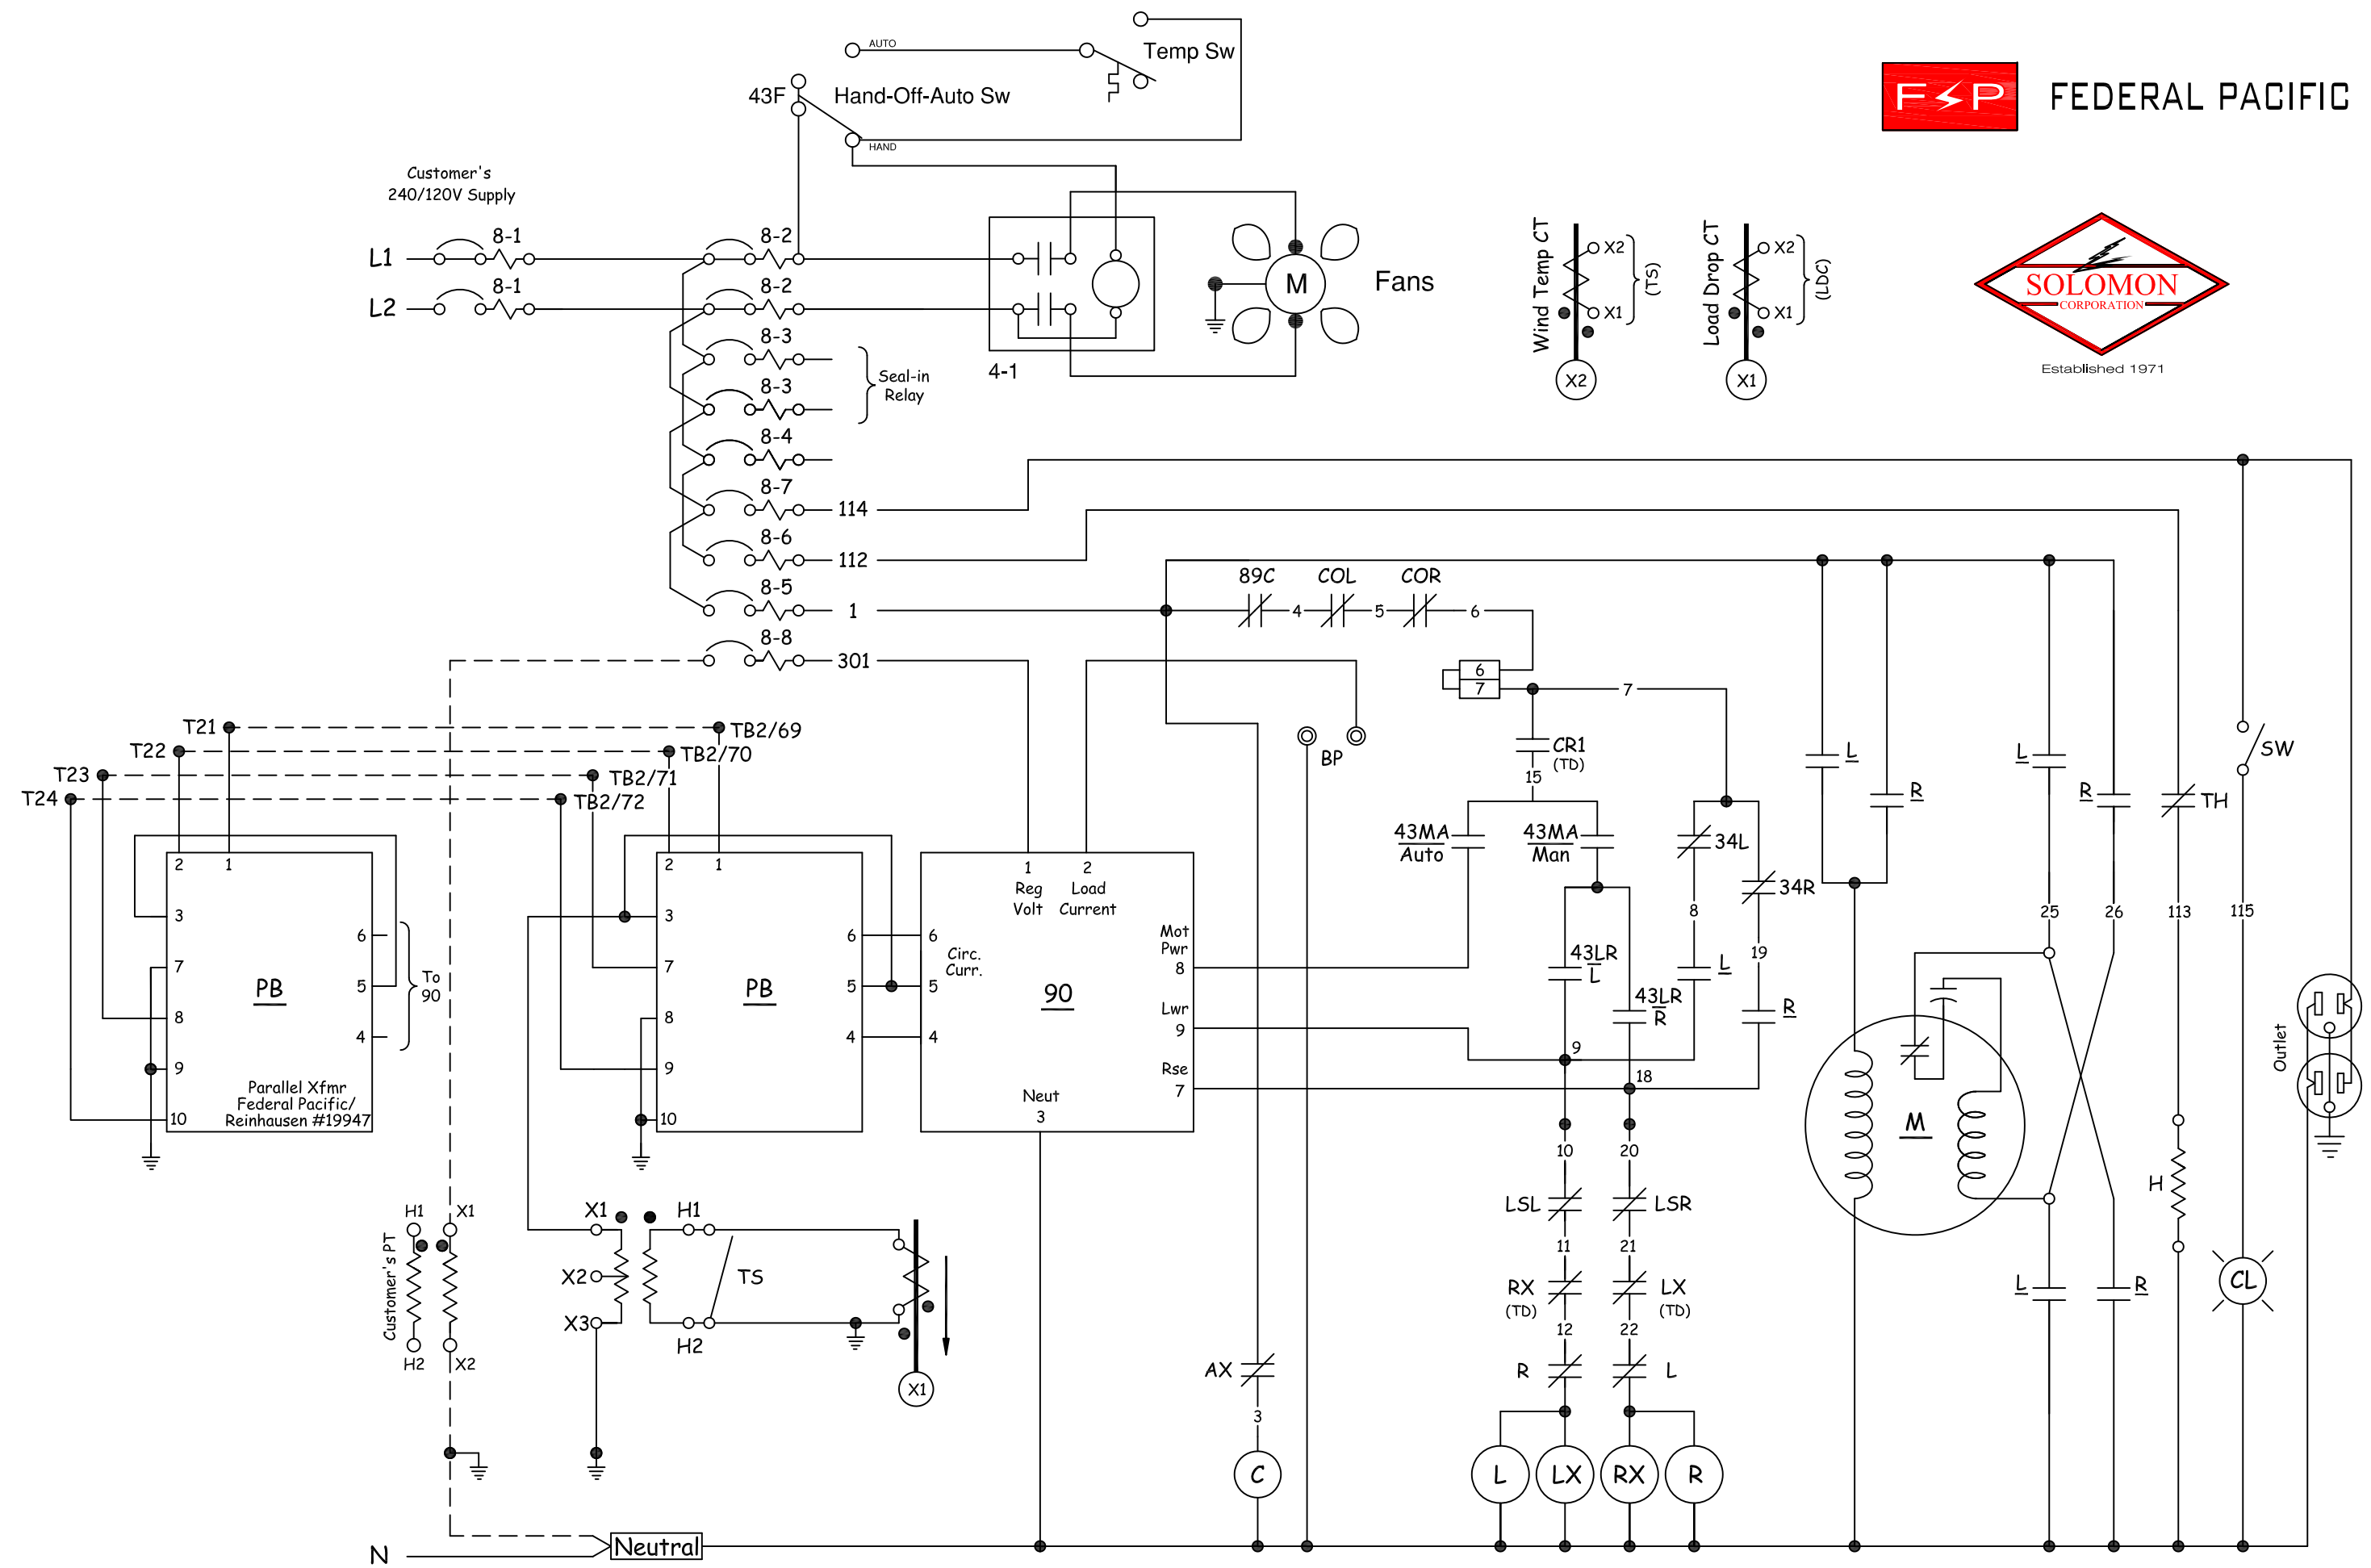 AUTO
Temp Sw
43F
Hand-Off-Auto Sw
HAND
F P
FEDERAL PACIFIC
Customer's
240/120V Supply
L1
8-1
8-2
L2
8-1
8-2
8-3
8-3
Seal-in
Relay
8-4
8-7
114
8-6
112
8-5
1
8-8
301
4-1
M
Fans
Wind Temp CT
X2
X1
(TS)
X2
Load Drop CT
X2
X1
(LDC)
X1
SOLOMON
CORPORATION
Established 1971
89C
4
COL
5
COR
6
6
7
7
CR1
(TD)
15
BP
T21
TB2/69
T22
TB2/70
T23
TB2/71
T24
TB2/72
2
1
3
7
8
9
10
6
5
4
PB
To
90
Parallel Xfmr
Federal Pacific/
Reinhausen #19947
2
1
3
7
8
9
10
6
5
4
PB
1
Reg
Volt
2
Load
Current
6
5
4
Circ.
Curr.
90
Mot
Pwr
8
Lwr
9
Rse
7
Neut
3
43MA
Auto
43MA
Man
34L
34R
8
19
43LR
L
43LR
R
L
R
9
18
10
20
LSL
LSR
11
21
RX
(TD)
LX
(TD)
12
22
R
L
L
LX
RX
R
AX
3
C
L
R
L
R
25
26
M
L
R
TH
113
H
SW
115
CL
Outlet
Customer's PT
H1
X1
H2
X2
X1
X2
X3
H1
H2
TS
X1
N
Neutral